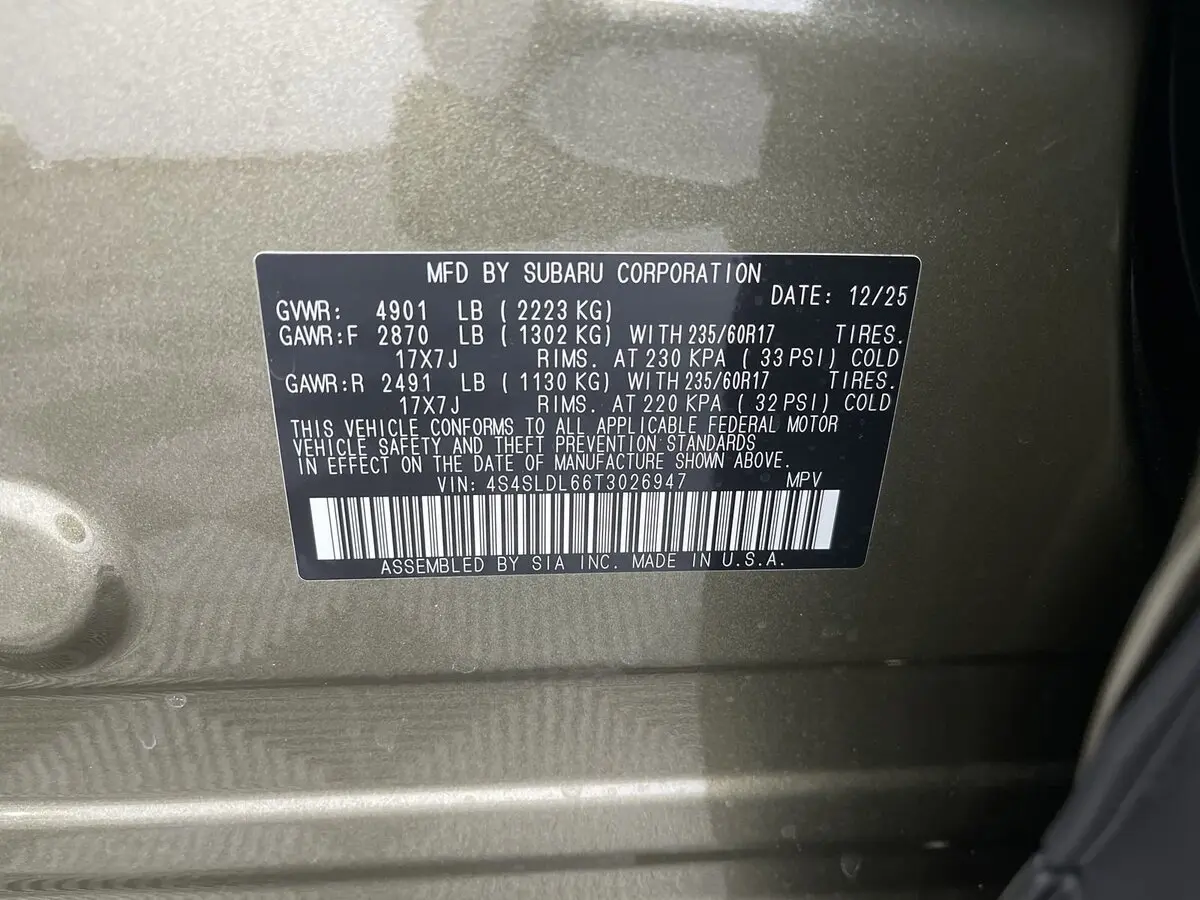 MFD BY SUBARU CORPORATION
DATE: 12/25
GVWR: 4901 LB ( 2223 KG)
GAWR:F 2870 LB ( 1302 KG) WITH 235/60R17 TIRES.
17X7J RIMS. AT 230 KPA ( 33 PSI) COLD
GAWR:R 2491 LB ( 1130 KG) WITH 235/60R17 TIRES.
17X7J RIMS. AT 220 KPA ( 32 PSI) COLD
THIS VEHICLE CONFORMS TO ALL APPLICABLE FEDERAL MOTOR
VEHICLE SAFETY AND THEFT PREVENTION STANDARDS
IN EFFECT ON THE DATE OF MANUFACTURE SHOWN ABOVE.
VIN: 4S4SLDL66T3026947 MPV
ASSEMBLED BY SIA INC. MADE IN U.S.A.